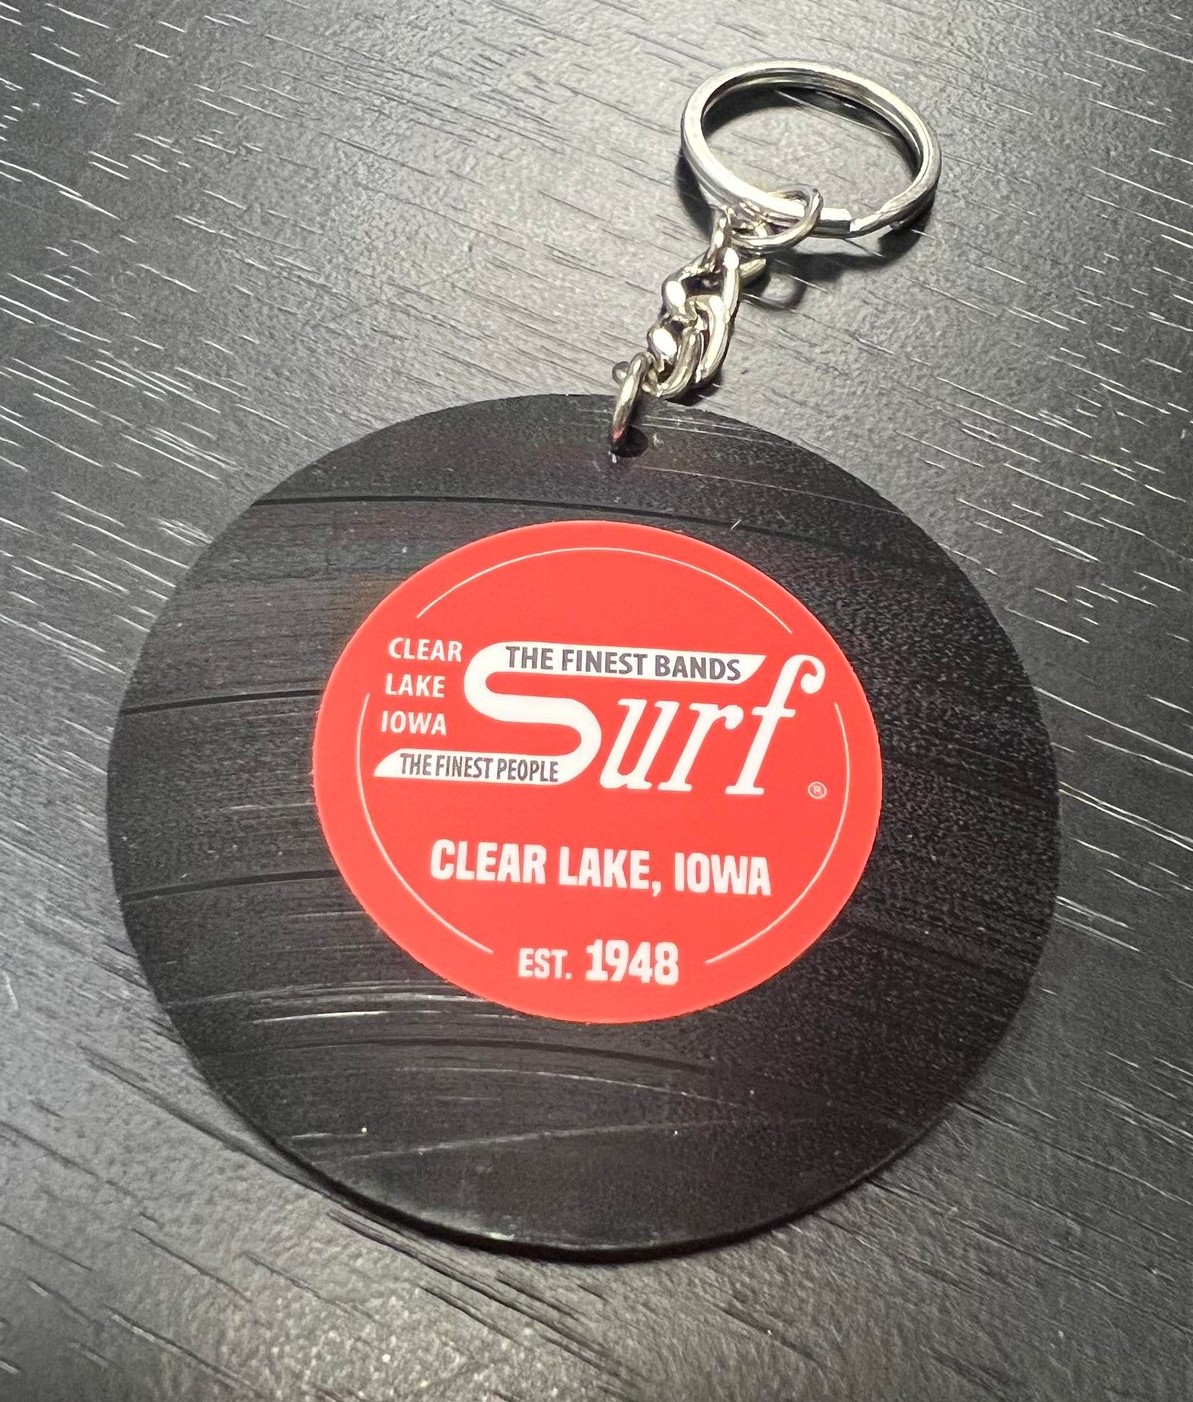 CLEAR
LAKE
IOWA
THE FINEST BANDS
Surf
THE FINEST PEOPLE
®
CLEAR LAKE, IOWA
EST. 1948